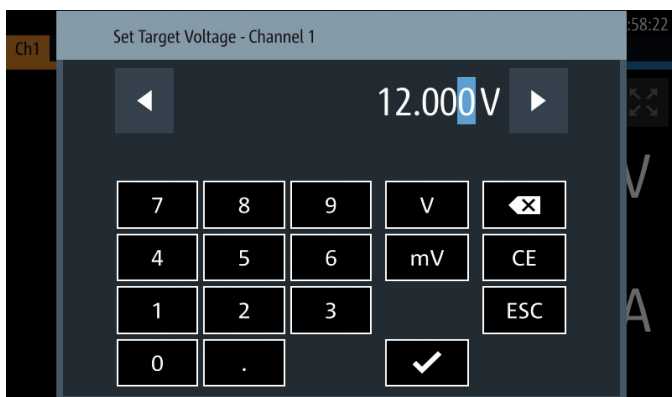 :58:22
Ch1
Set Target Voltage - Channel 1
12.000 V
7 8 9 V
4 5 6 mV CE
1 2 3 ESC
0 .
V
A